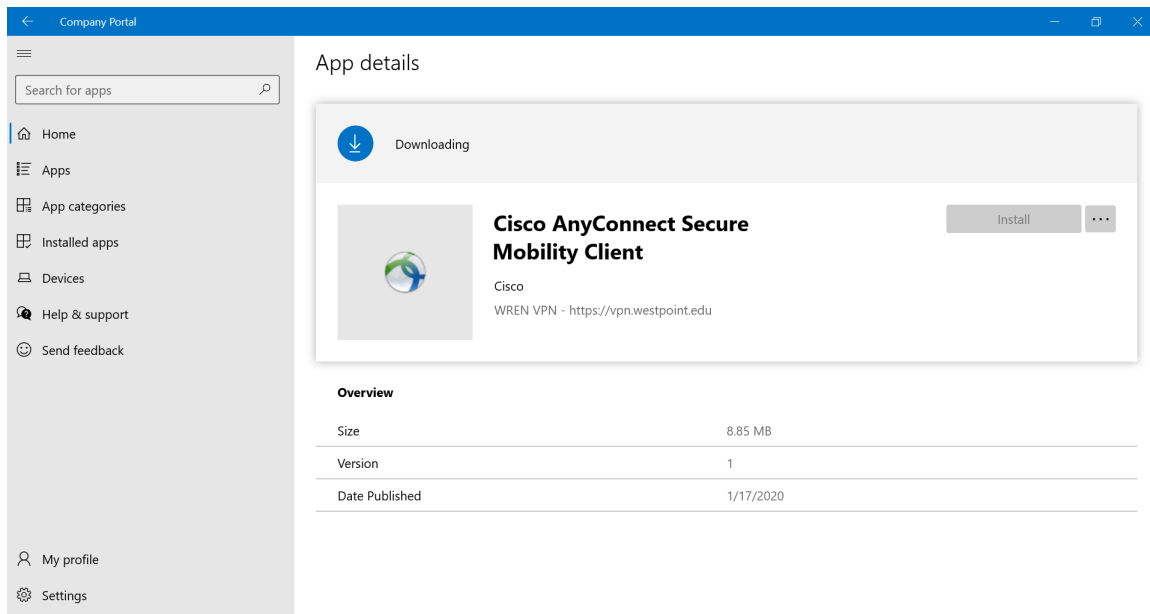 Company Portal
Search for apps
Home
Apps
App categories
Installed apps
Devices
Help & support
Send feedback
My profile
Settings
App details
Downloading
Cisco AnyConnect Secure
Mobility Client
Install
Cisco
WREN VPN - https://vpn.westpoint.edu
Overview
Size 8.85 MB
Version 1
Date Published 1/17/2020